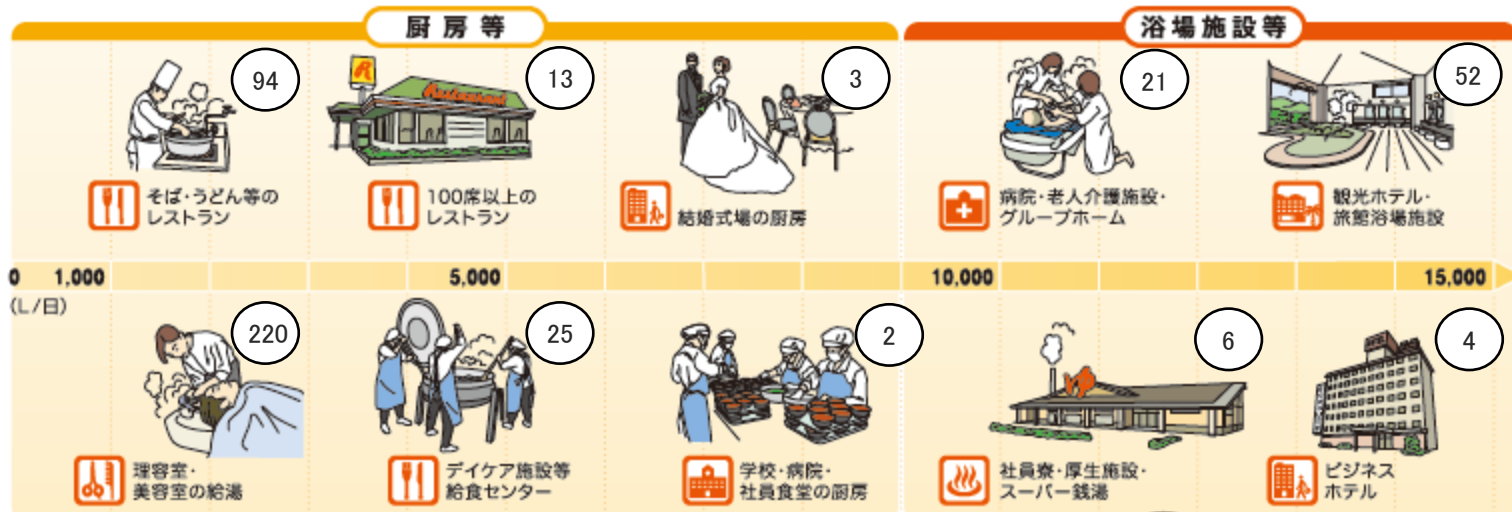 厨房等
浴場施設等
94
13
3
21
52
R
Restaurant
そば・うどん等の
レストラン
100席以上の
レストラン
結婚式場の厨房
病院・老人介護施設・
グループホーム
観光ホテル・
旅館浴場施設
0 1,000 5,000 10,000 15,000
(L/日)
220
25
2
6
4
理容室・
美容室の給湯
デイケア施設等
給食センター
学校・病院・
社員食堂の厨房
社員寮・厚生施設・
スーパー銭湯
ビジネス
ホテル